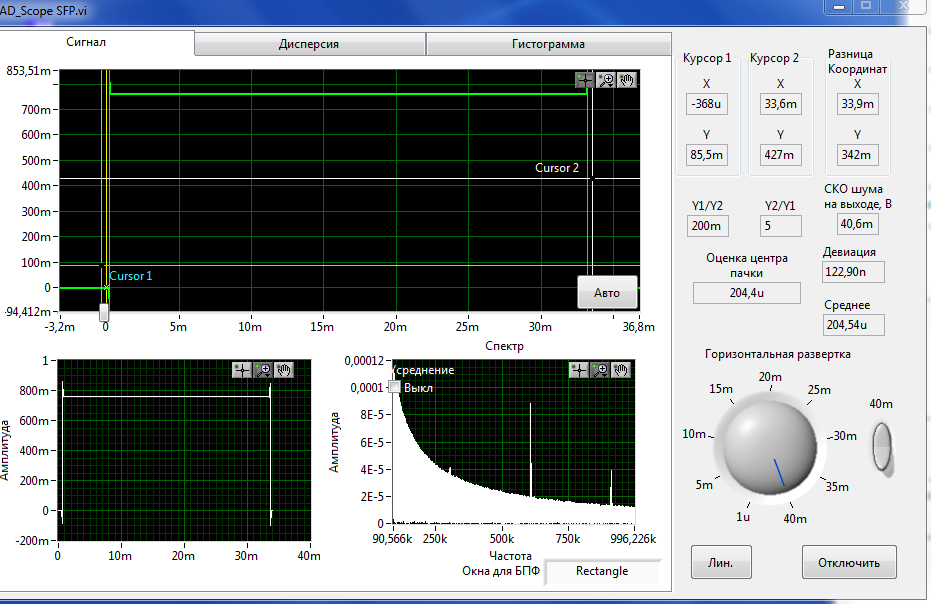 AD_Scope SFP.vi
Сигнал
Дисперсия
Гистограмма
853,51m
700m
600m
500m
400m
300m
200m
100m
0
-94,412m
Cursor 2
Cursor 1
Авто
-3,2m
0
5m
10m
15m
20m
25m
30m
36,8m
Спектр
1
800m
600m
400m
200m
0
-200m
Амплитуда
0
10m
20m
30m
40m
0,00012
0,0001
8E-5
6E-5
4E-5
2E-5
0
Амплитуда
Усреднение
Выкл
90,566k
250k
500k
750k
996,226k
Частота
Окна для БПФ
Rectangle
Курсор 1
X
-368u
Y
85,5m
Курсор 2
X
33,6m
Y
427m
Разница
Координат
X
33,9m
Y
342m
Y1/Y2
200m
Y2/Y1
5
СКО шума
на выходе, В
40,6m
Оценка центра
пачки
204,4u
Девиация
122,90n
Среднее
204,54u
Горизонтальная развертка
1u
5m
10m
15m
20m
25m
30m
35m
40m
40m
Лин.
Отключить